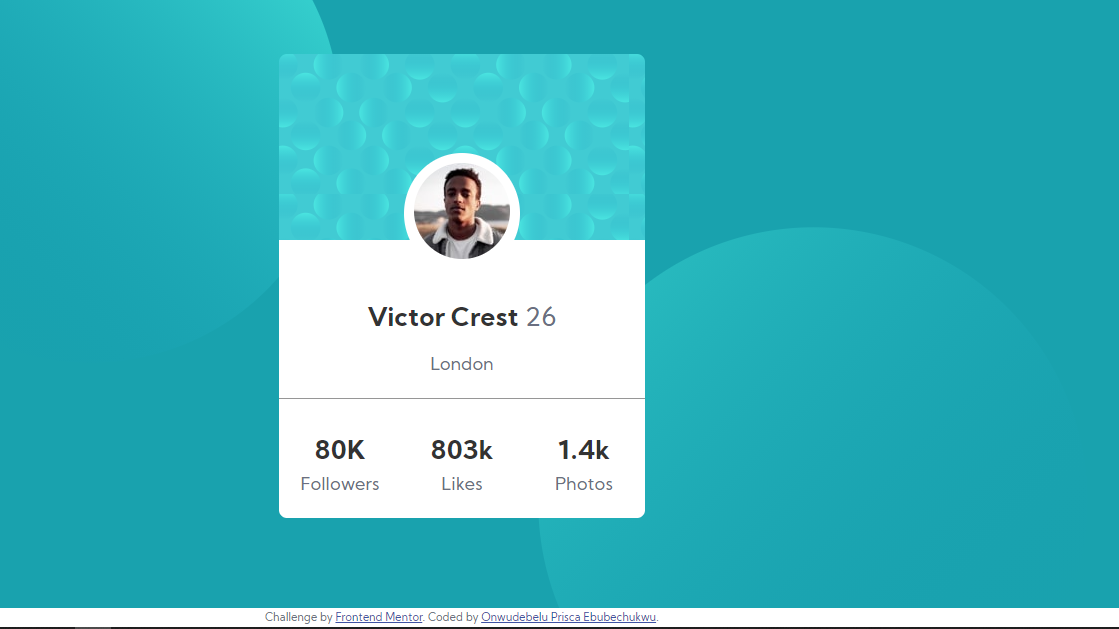 Victor Crest 26
London
80K 803k 1.4k
Followers Likes Photos
Challenge by Frontend Mentor. Coded by Onwudebelu Prisca Ebubechukwu.